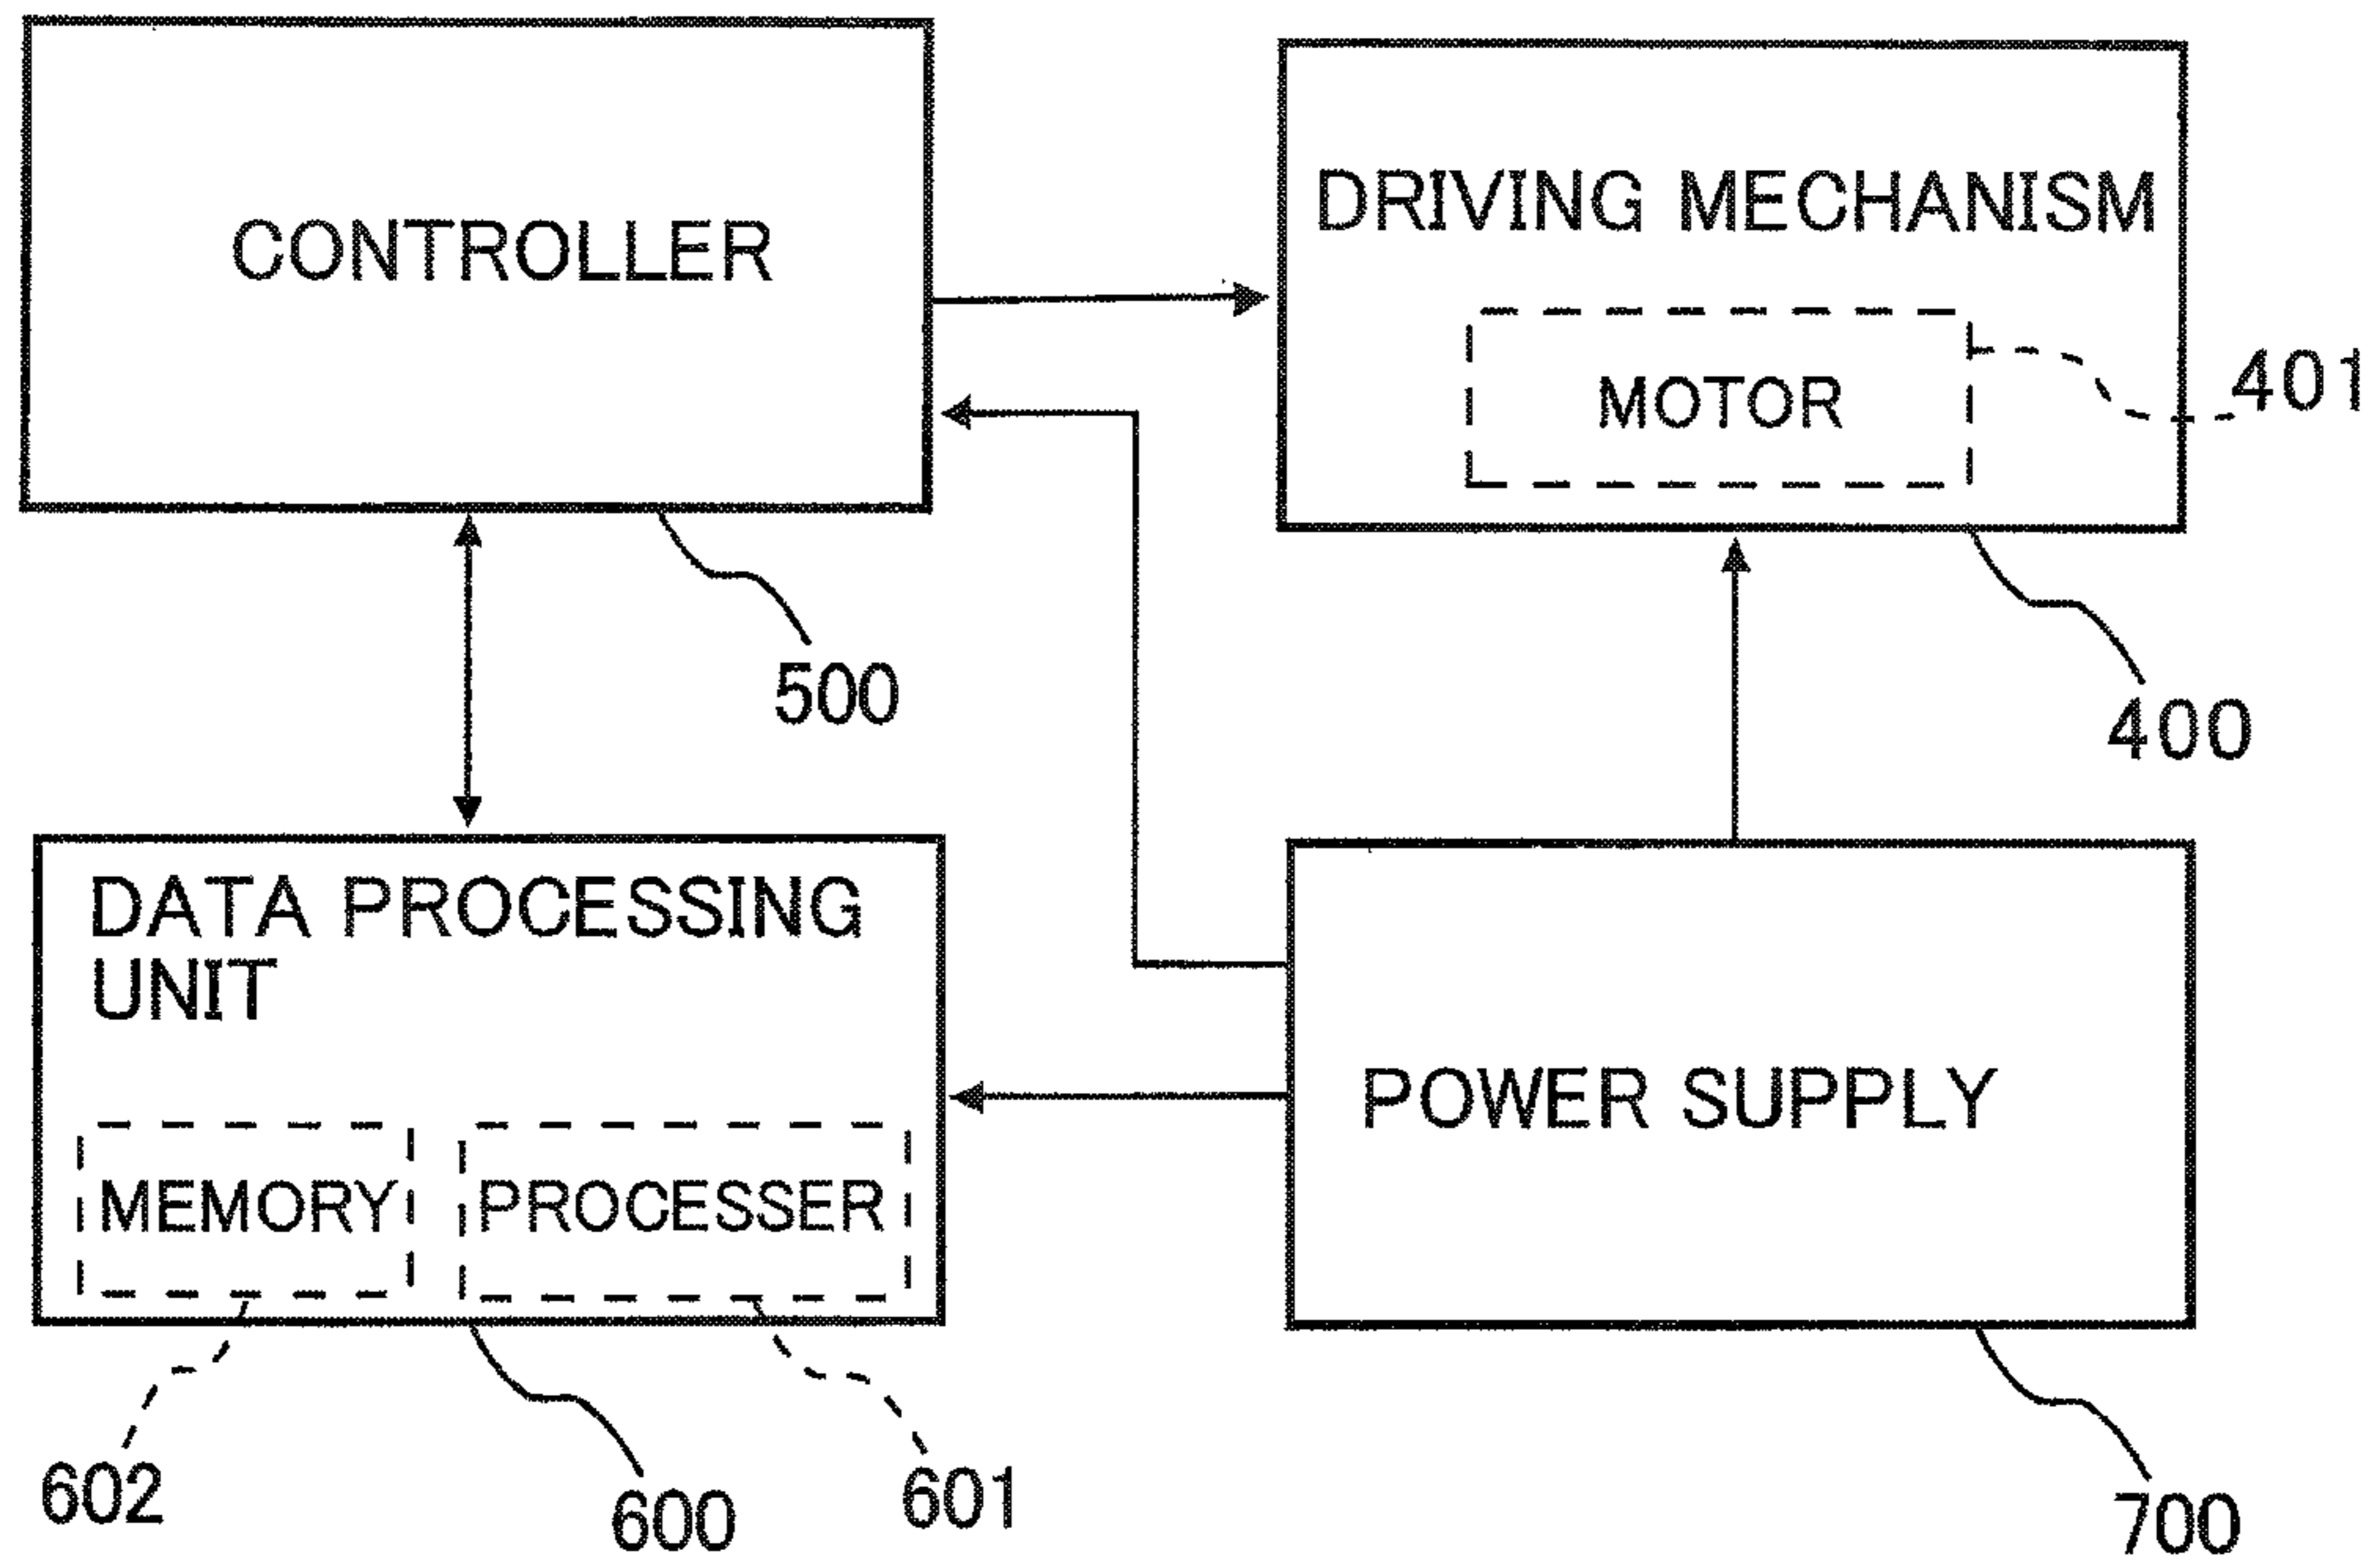 CONTROLLER
DRIVING MECHANISM
MOTOR
401
500
400
DATA PROCESSING
UNIT
MEMORY
PROCESSER
POWER SUPPLY
602
600
601
700